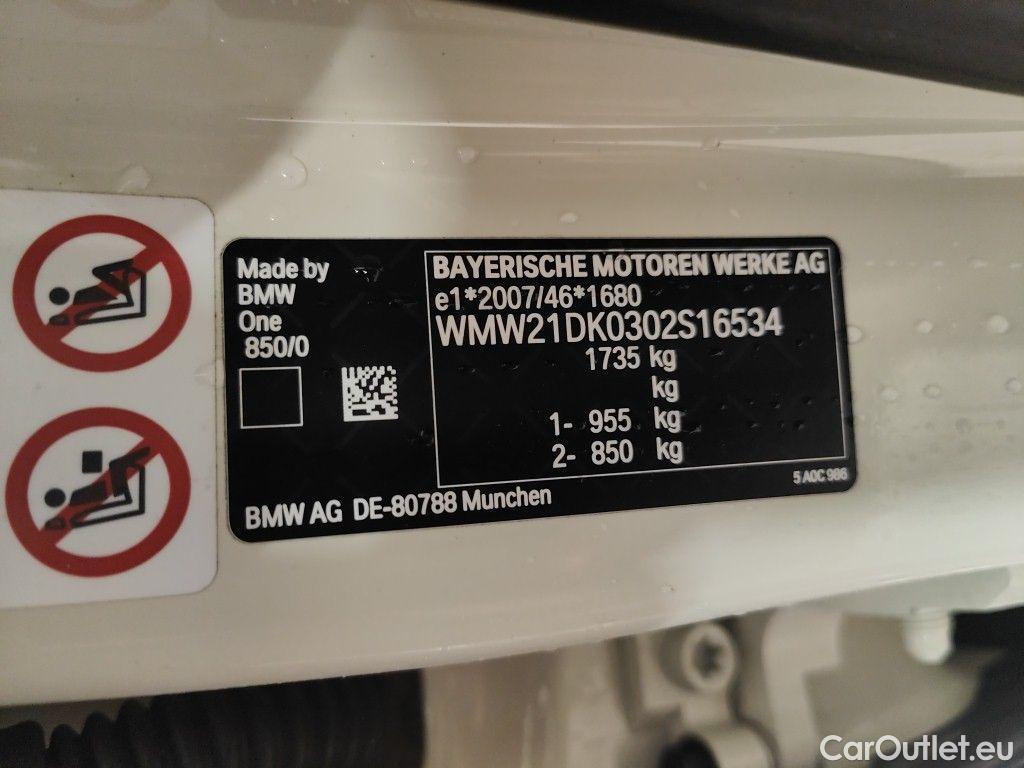 Made by
BMW
One
850/0
BAYERISCHE MOTOREN WERKE AG
e1*2007/46*1680
WMW21DK0302S16534
1735 kg
kg
1- 955 kg
2- 850 kg
5 A0C 986
BMW AG DE-80788 Munchen
CarOutlet.eu